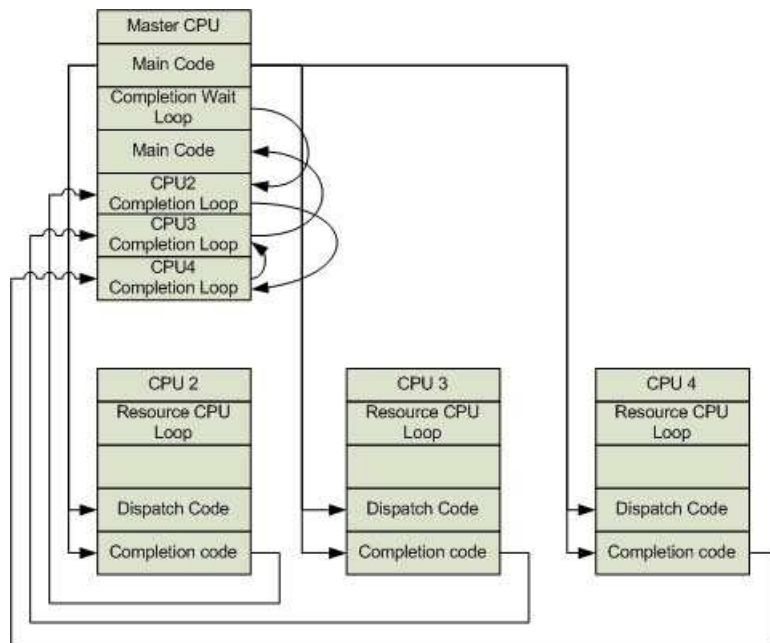 Master CPU
Main Code
Completion Wait
Loop
Main Code
CPU2
Completion Loop
CPU3
Completion Loop
CPU4
Completion Loop
CPU 2
Resource CPU
Loop
Dispatch Code
Completion code
CPU 3
Resource CPU
Loop
Dispatch Code
Completion code
CPU 4
Resource CPU
Loop
Dispatch Code
Completion code